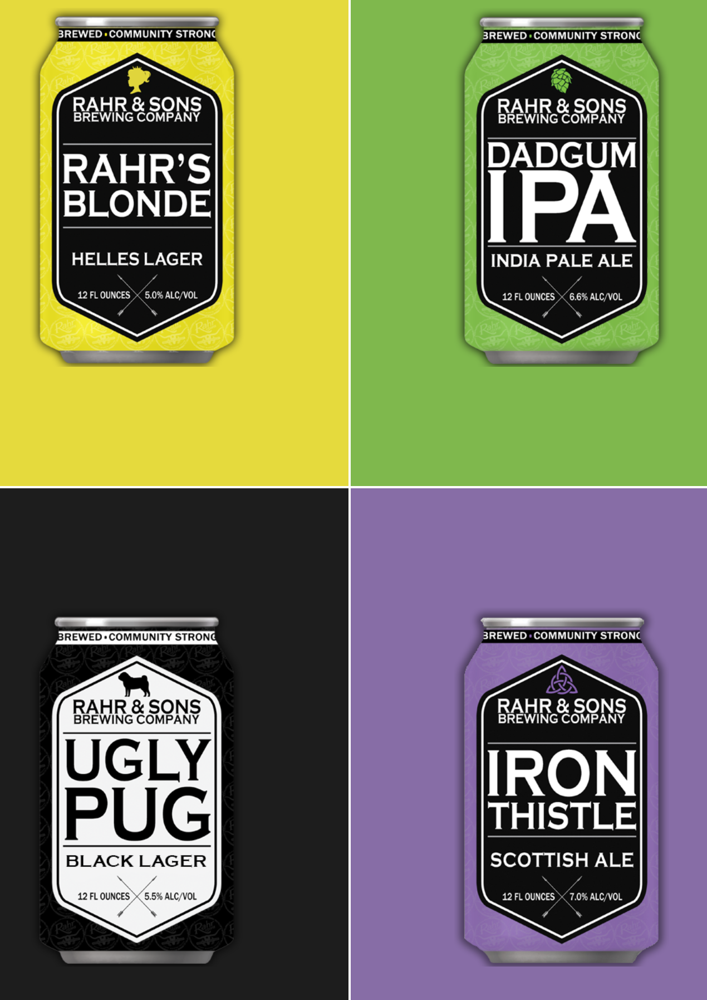 BREWED • COMMUNITY STRONG
RAHR & SONS
BREWING COMPANY
RAHR'S
BLONDE
HELLES LAGER
12 FL OUNCES 5.0% ALC/VOL
BREWED • COMMUNITY STRONG
RAHR & SONS
BREWING COMPANY
DADGUM
IPA
INDIA PALE ALE
12 FL OUNCES 6.6% ALC/VOL
BREWED • COMMUNITY STRONG
RAHR & SONS
BREWING COMPANY
UGLY
PUG
BLACK LAGER
12 FL OUNCES 5.5% ALC/VOL
BREWED • COMMUNITY STRONG
RAHR & SONS
BREWING COMPANY
IRON
THISTLE
SCOTTISH ALE
12 FL OUNCES 7.0% ALC/VOL